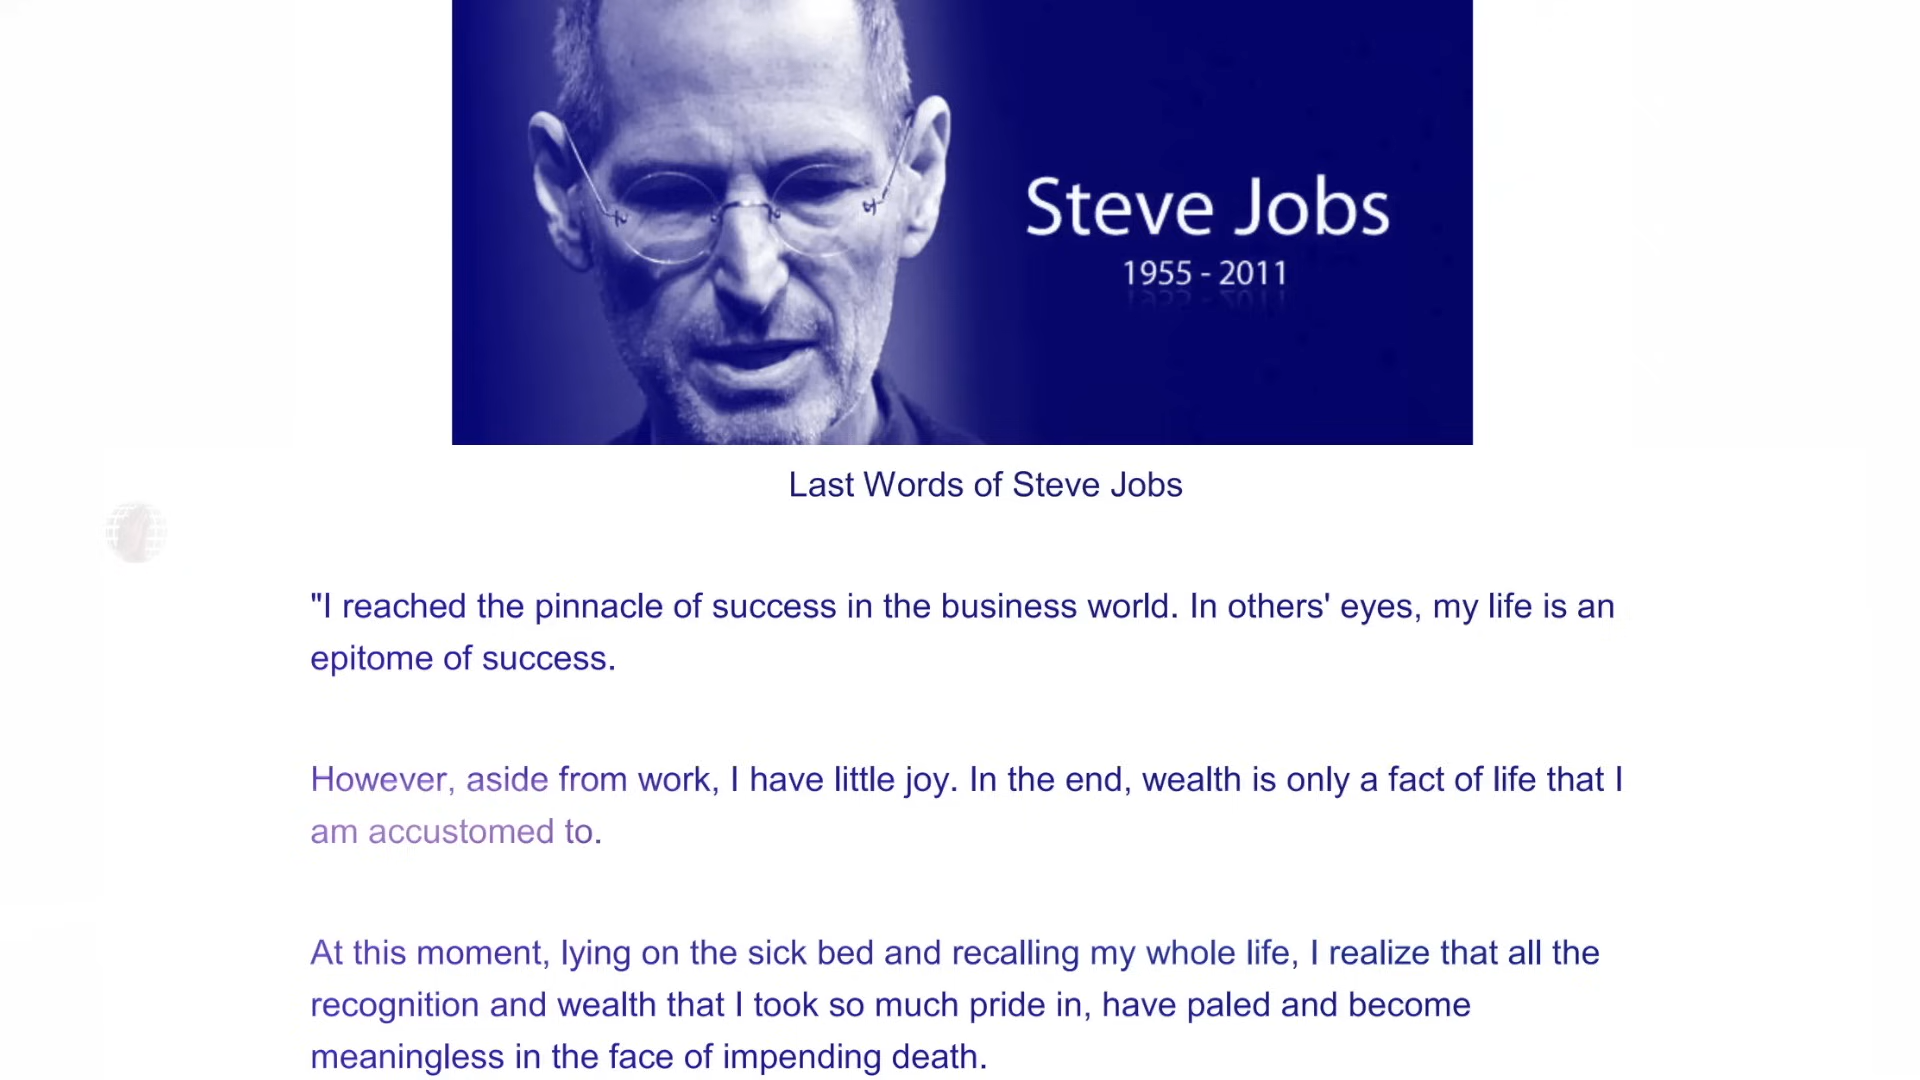 Steve Jobs
1955 - 2011
Last Words of Steve Jobs
"I reached the pinnacle of success in the business world. In others' eyes, my life is an
epitome of success.
However, aside from work, I have little joy. In the end, wealth is only a fact of life that I
am accustomed to.
At this moment, lying on the sick bed and recalling my whole life, I realize that all the
recognition and wealth that I took so much pride in, have paled and become
meaningless in the face of impending death.